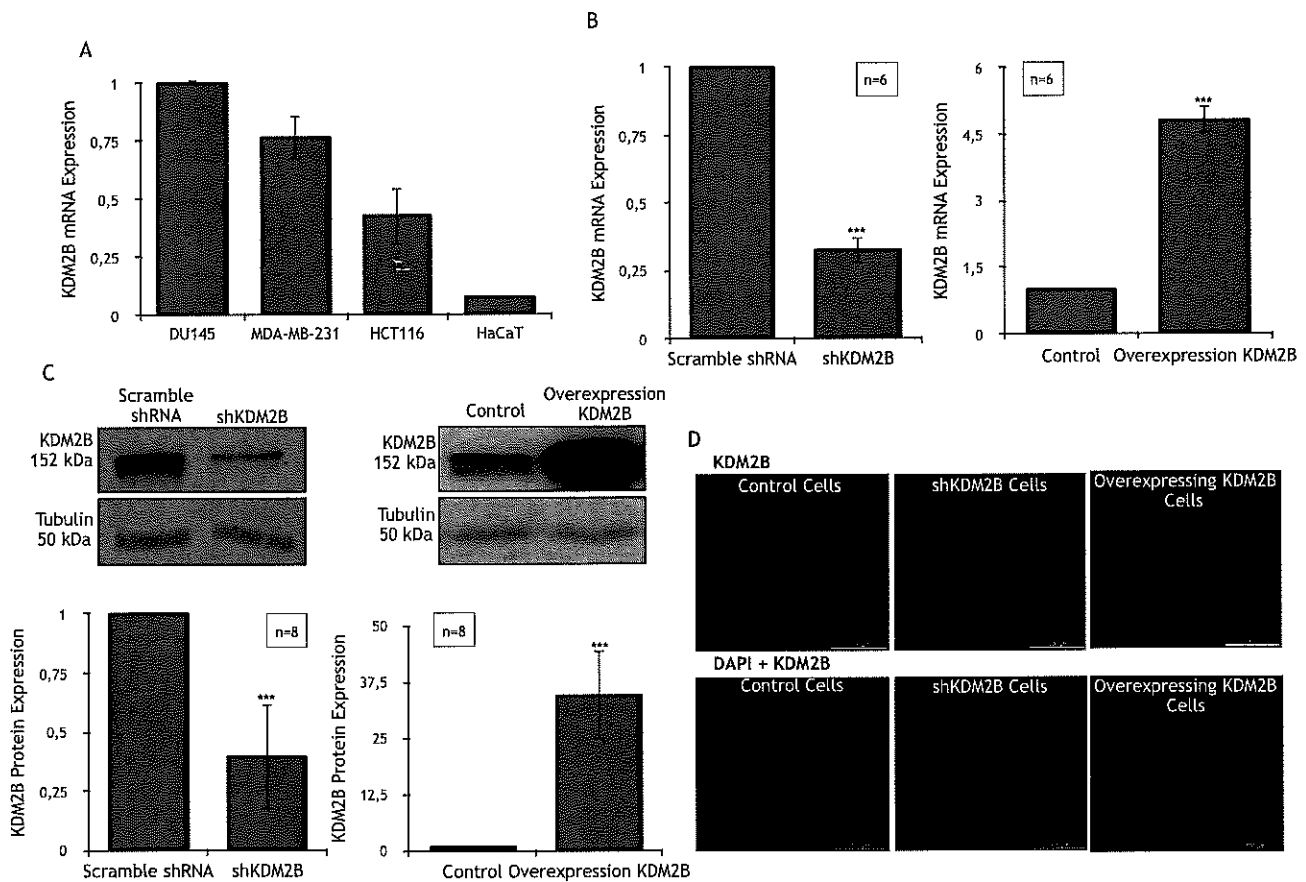 A
KDM2B mRNA Expression
1
0,75
0,5
0,25
0
DU145 MDA-MB-231 HCT116 HaCaT
B
KDM2B mRNA Expression
1
0,75
0,5
0,25
0
n=6
***
Scramble shRNA shKDM2B
KDM2B mRNA Expression
6
4,5
3
1,5
0
n=6
***
Control Overexpression KDM2B
C
Scramble
shRNA shKDM2B
KDM2B
152 kDa
Tubulin
50 kDa
Control Overexpression
KDM2B
KDM2B
152 kDa
Tubulin
50 kDa
KDM2B Protein Expression
1
0,75
0,5
0,25
0
n=8
***
Scramble shRNA shKDM2B
KDM2B Protein Expression
50
37,5
25
12,5
0
n=8
***
Control Overexpression KDM2B
D
KDM2B
Control Cells
shKDM2B Cells
Overexpressing KDM2B
Cells
DAPI + KDM2B
Control Cells
shKDM2B Cells
Overexpressing KDM2B
Cells